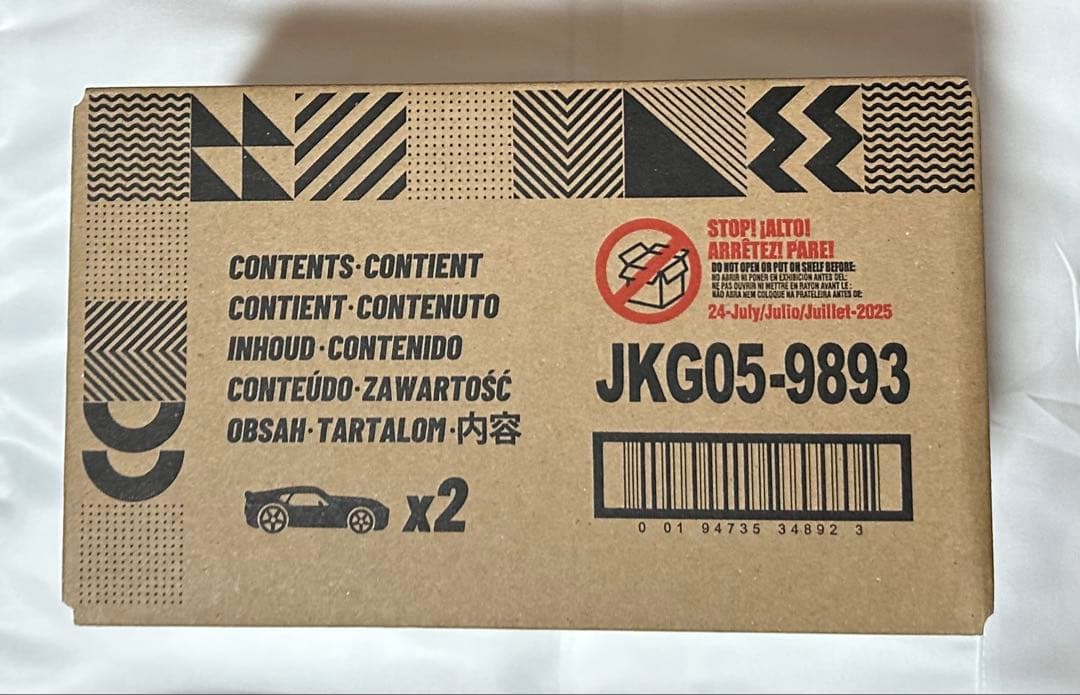 CONTENTS·CONTIENT
CONTIENT·CONTENUTO
INHOUD·CONTENIDO
CONTEÚDO·ZAWARTOŚĆ
OBSAH·TARTALOM·内容
x2
STOP! ¡ALTO!
ARRÊTEZ! PARE!
DO NOT OPEN OR PUT ON SHELF BEFORE:
NO ABRIR NI PONER EN EXHIBICIÓN ANTES DEL:
NE PAS OUVRIR NI METTRE EN RAYON AVANT LE :
NÃO ABRA NEM COLOQUE NA PRATELEIRA ANTES DE:
24-July/Julio/Juillet-2025
JKG05-9893
0 01 94735 34892 3